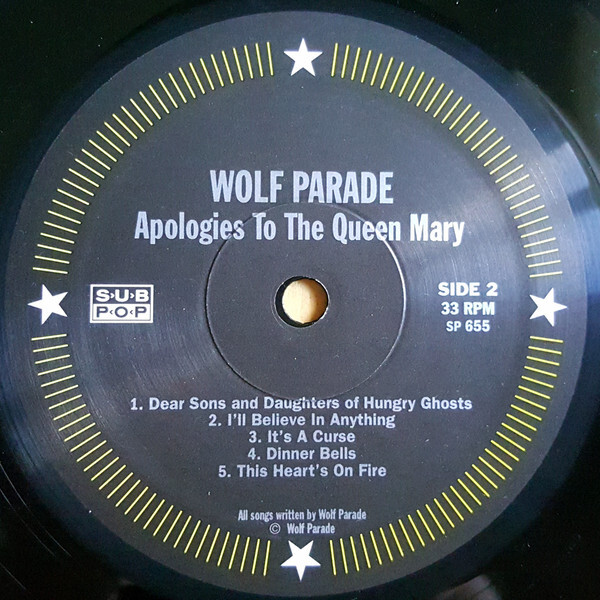 WOLF PARADE
Apologies To The Queen Mary
S·U·B
P·O·P
SIDE 2
33 RPM
SP 655
1. Dear Sons and Daughters of Hungry Ghosts
2. I'll Believe In Anything
3. It's A Curse
4. Dinner Bells
5. This Heart's On Fire
All songs written by Wolf Parade
© Wolf Parade